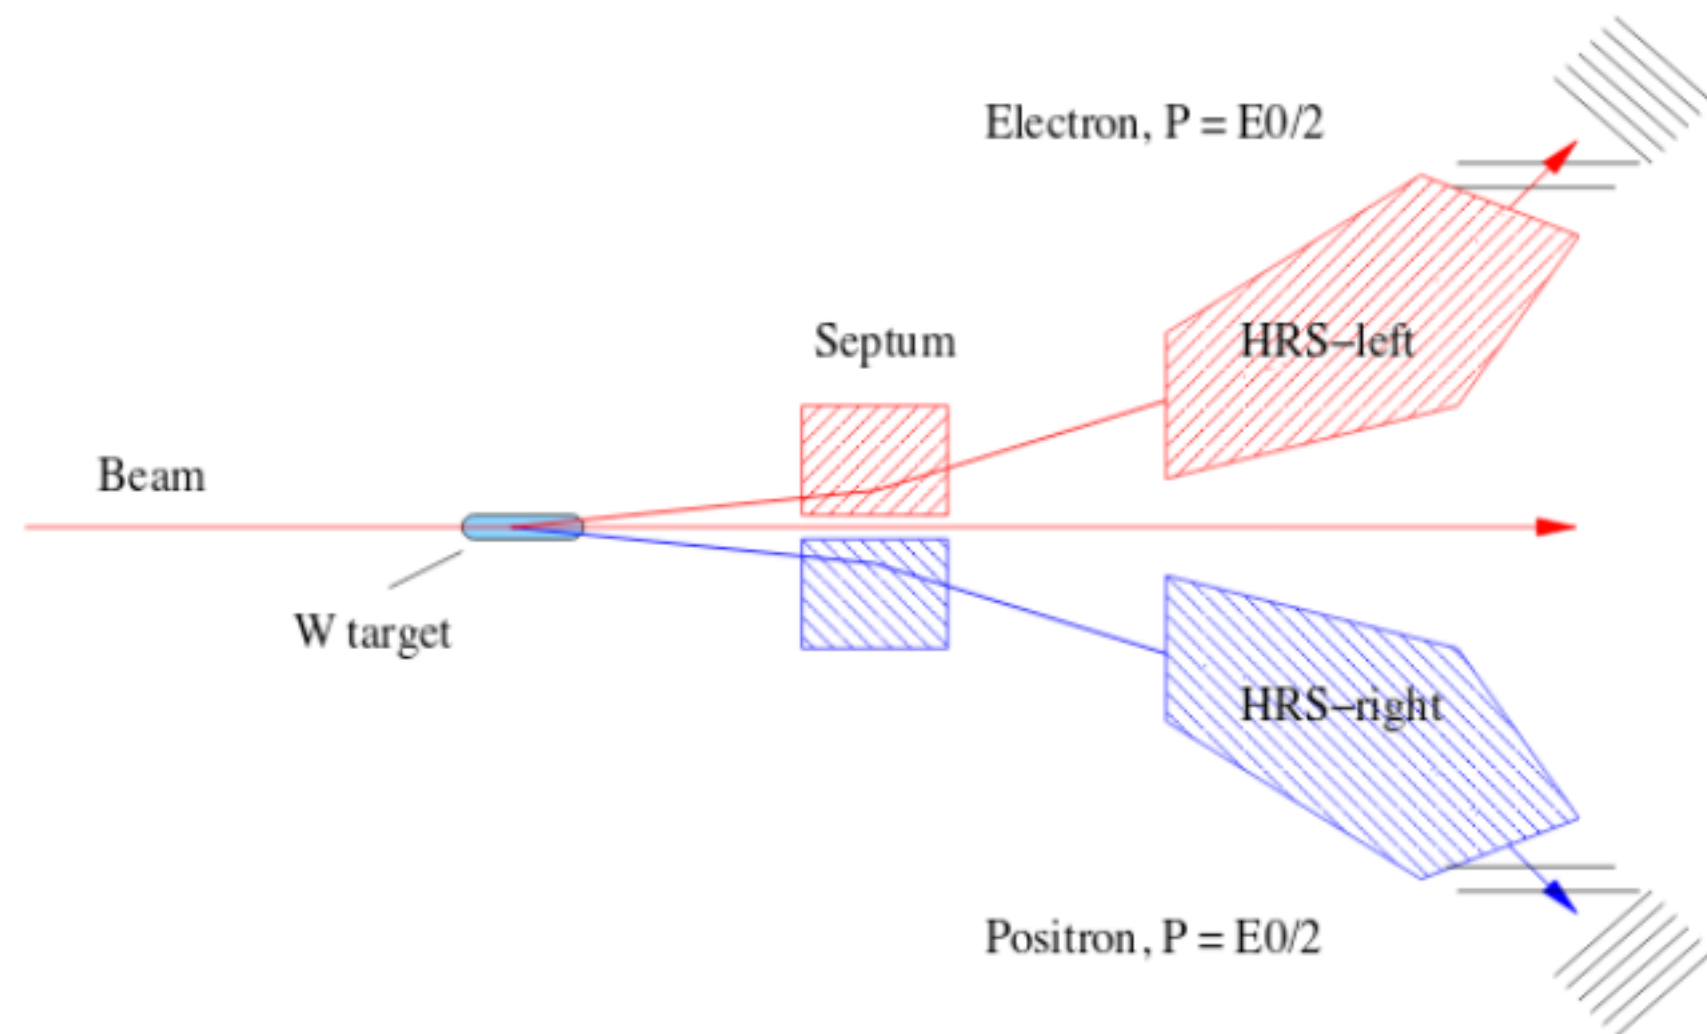 Electron, P = E0/2
HRS–left
Septum
Beam
W target
HRS–right
Positron, P = E0/2